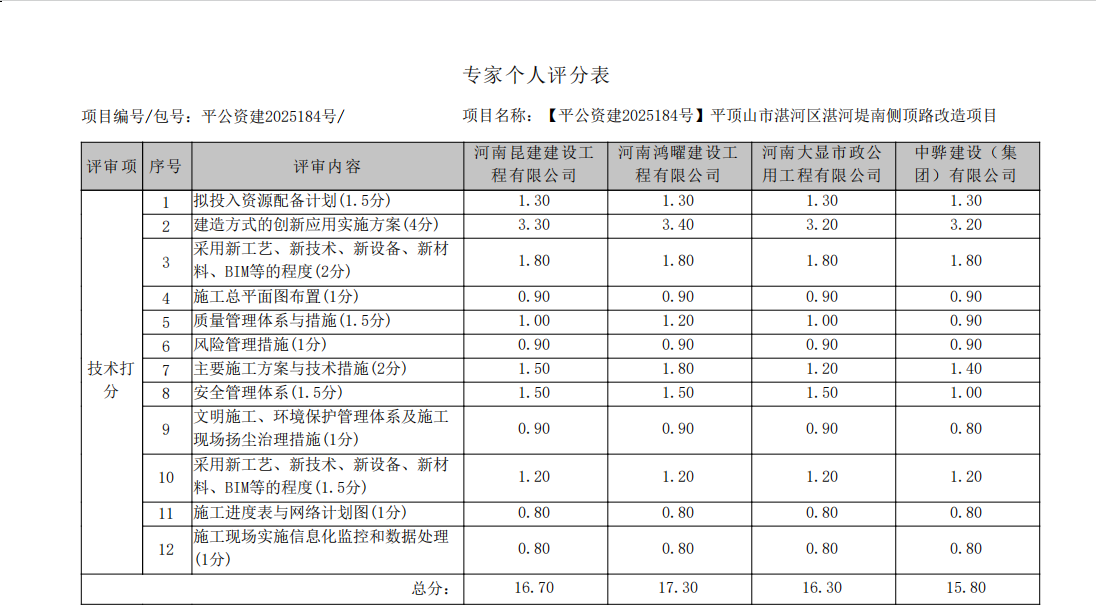 专家个人评分表
项目编号/包号：平公资建2025184号/ 项目名称：【平公资建2025184号】平顶山市湛河区湛河堤南侧顶路改造项目
评审项 序号 评审内容 河南昆建建设工程有限公司 河南鸿曜建设工程有限公司 河南大显市政公用工程有限公司 中骅建设（集团）有限公司
技术打分
1 拟投入资源配备计划(1.5分) 1.30 1.30 1.30 1.30
2 建造方式的创新应用实施方案(4分) 3.30 3.40 3.20 3.20
3 采用新工艺、新技术、新设备、新材料、BIM等的程度(2分) 1.80 1.80 1.80 1.80
4 施工总平面图布置(1分) 0.90 0.90 0.90 0.90
5 质量管理体系与措施(1.5分) 1.00 1.20 1.00 0.90
6 风险管理措施(1分) 0.90 0.90 0.90 0.90
7 主要施工方案与技术措施(2分) 1.50 1.80 1.20 1.40
8 安全管理体系(1.5分) 1.50 1.50 1.50 1.00
9 文明施工、环境保护管理体系及施工现场扬尘治理措施(1分) 0.90 0.90 0.90 0.80
10 采用新工艺、新技术、新设备、新材料、BIM等的程度(1.5分) 1.20 1.20 1.20 1.20
11 施工进度表与网络计划图(1分) 0.80 0.80 0.80 0.80
12 施工现场实施信息化监控和数据处理(1分) 0.80 0.80 0.80 0.80
总分： 16.70 17.30 16.30 15.80